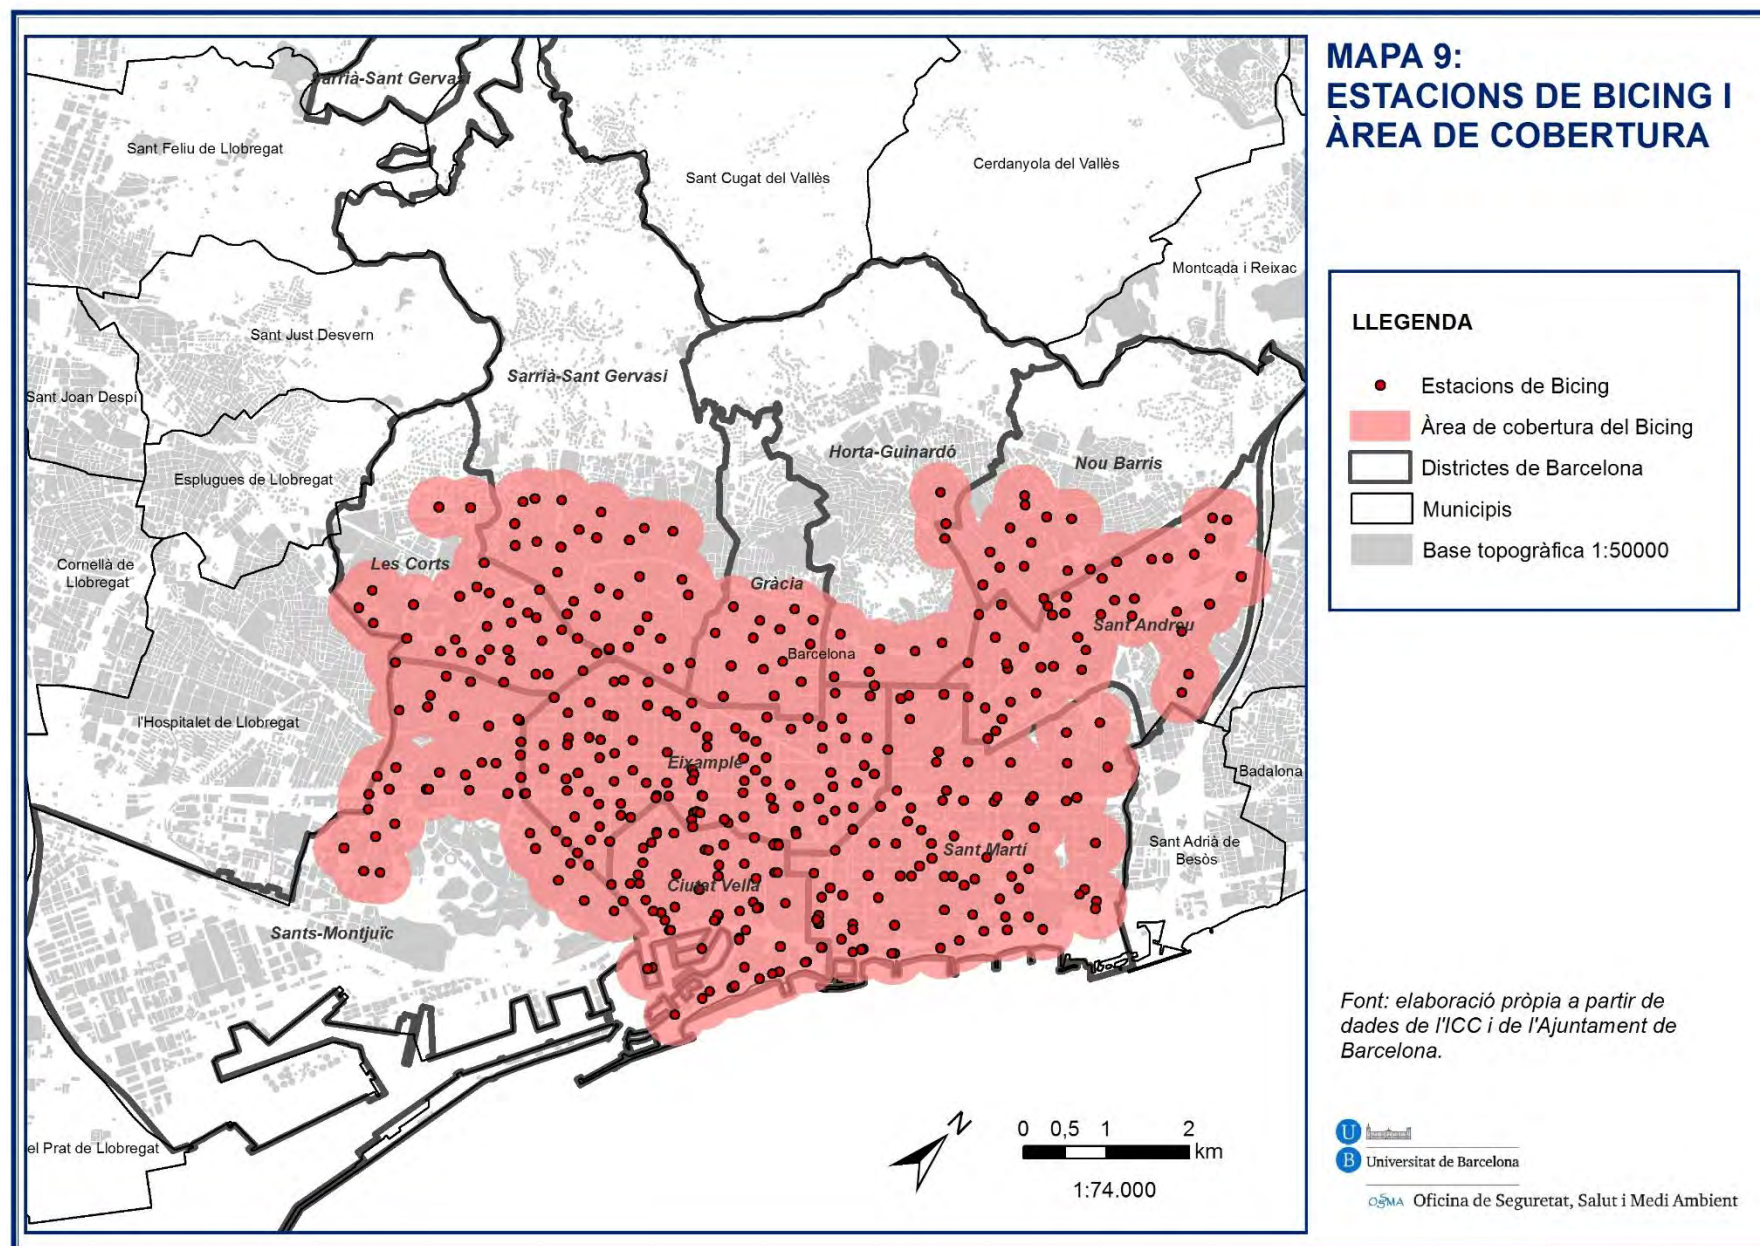 MAPA 9:
ESTACIONS DE BICING I
ÀREA DE COBERTURA
Sarrià-Sant Gervasi
Sant Feliu de Llobregat
Sant Cugat del Vallès
Cerdanyola del Vallès
Montcada i Reixac
Sant Just Desvern
Sarrià-Sant Gervasi
Sant Joan Despí
Horta-Guinardó
Nou Barris
Esplugues de Llobregat
Cornellà de
Llobregat
Les Corts
Gràcia
Sant Andreu
Barcelona
l'Hospitalet de Llobregat
Eixample
Badalona
Sant Martí
Sant Adrià de
Besòs
Ciutat Vella
Sants-Montjuïc
el Prat de Llobregat
N
0 0,5 1 2
km
1:74.000
LLEGENDA
Estacions de Bicing
Àrea de cobertura del Bicing
Districtes de Barcelona
Municipis
Base topogràfica 1:50000
Font: elaboració pròpia a partir de
dades de l'ICC i de l'Ajuntament de
Barcelona.
U
B Universitat de Barcelona
OSSMA Oficina de Seguretat, Salut i Medi Ambient